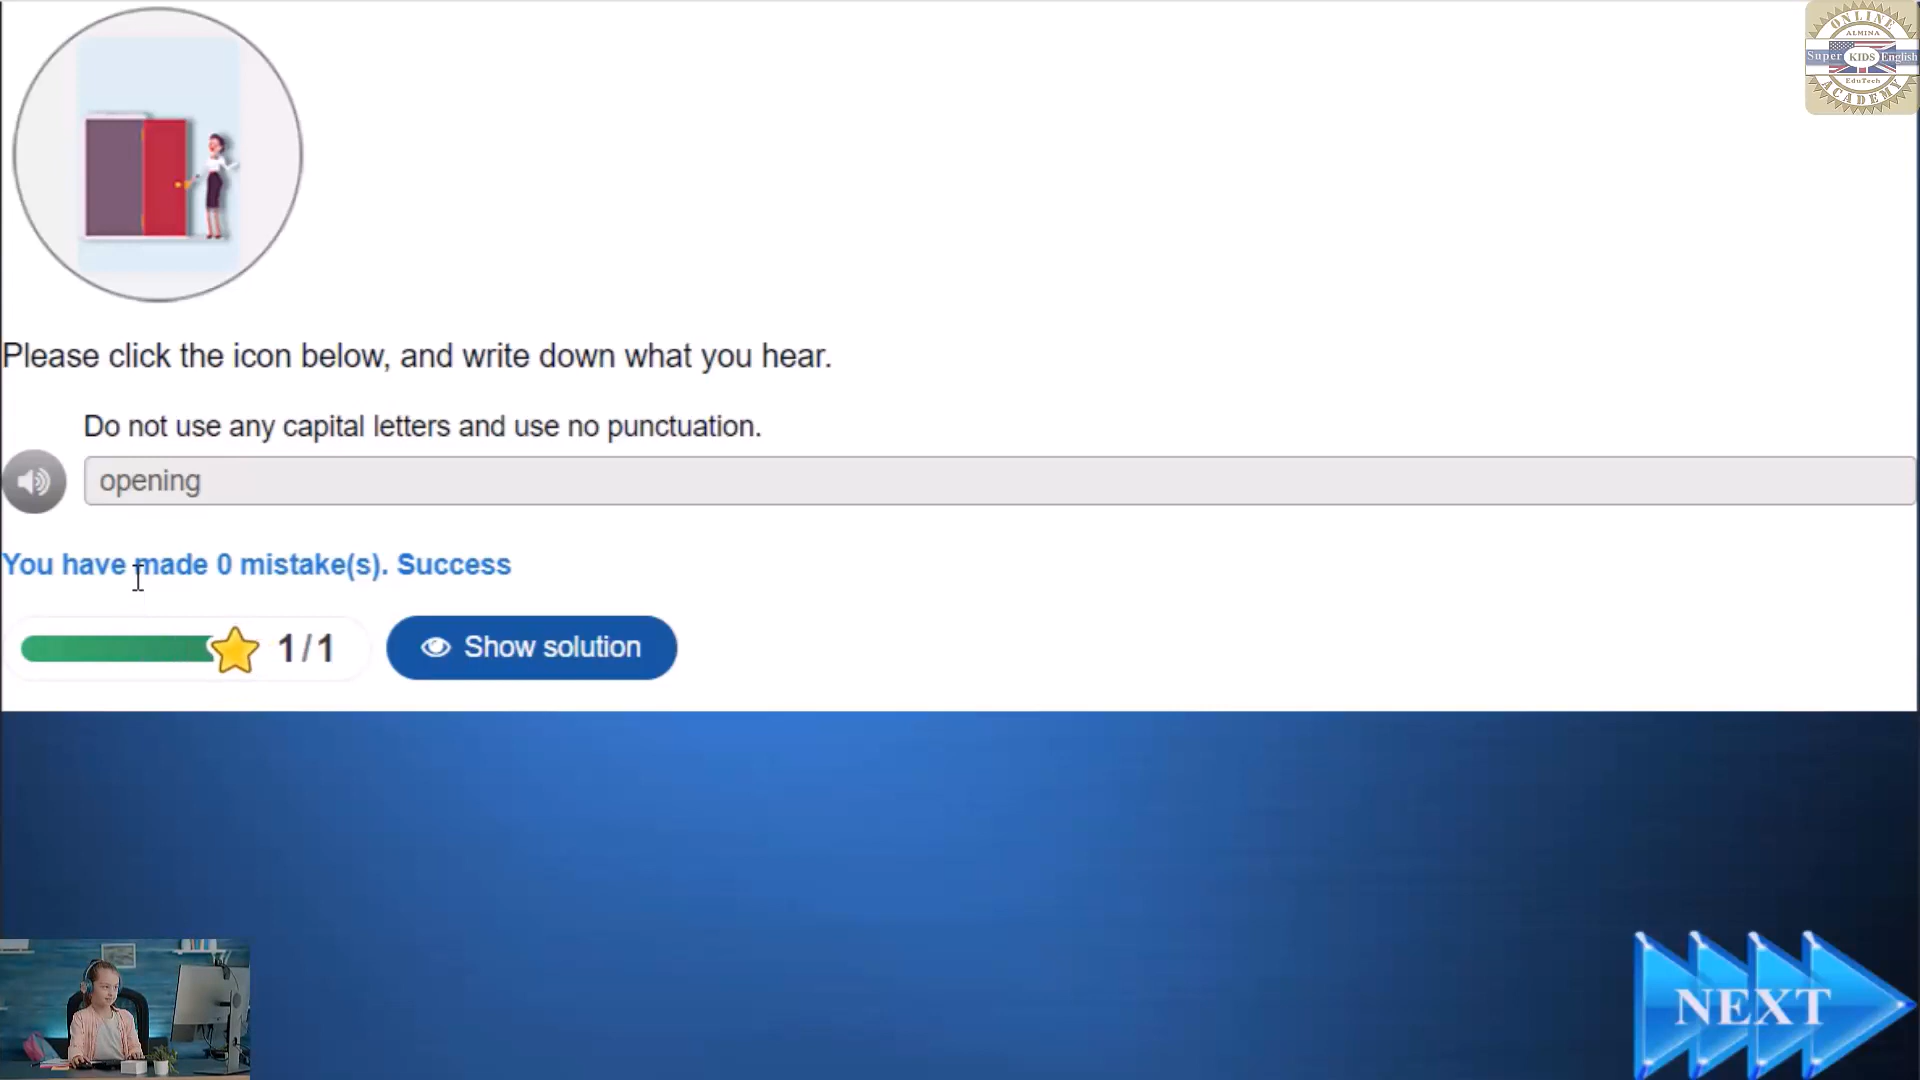 ONLINE
ALMINA
Super KIDS English
EduTech
ACADEMY
Please click the icon below, and write down what you hear.
Do not use any capital letters and use no punctuation.
opening
You have made 0 mistake(s). Success
1/1 Show solution
NEXT